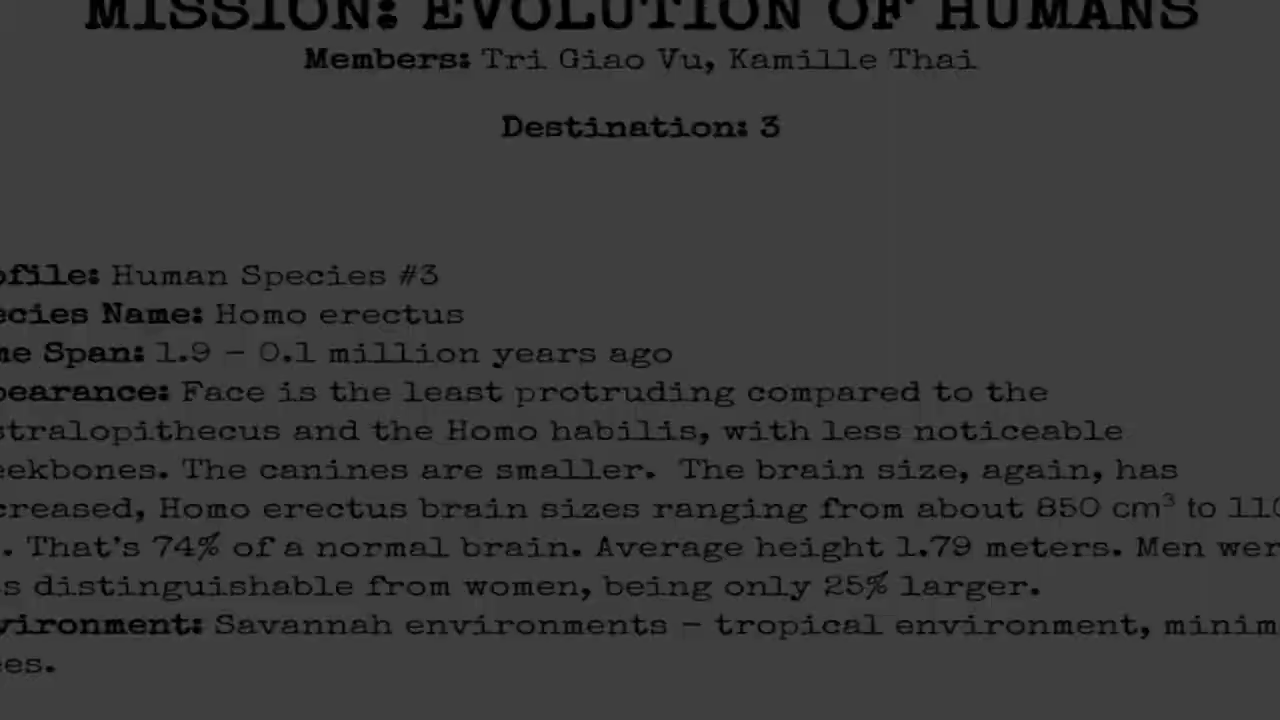 MISSION: EVOLUTION OF HUMANS
Members: Tri Giao Vu, Kamille Thai
Destination: 3
ofile: Human Species #3
ecies Name: Homo erectus
me Span: 1.9 - 0.1 million years ago
pearance: Face is the least protruding compared to the
stralopithecus and the Homo habilis, with less noticeable
eekbones. The canines are smaller. The brain size, again, has
creased, Homo erectus brain sizes ranging from about 850 cm³ to 110
. That's 74% of a normal brain. Average height 1.79 meters. Men wer
s distinguishable from women, being only 25% larger.
vironment: Savannah environments - tropical environment, minim
ees.